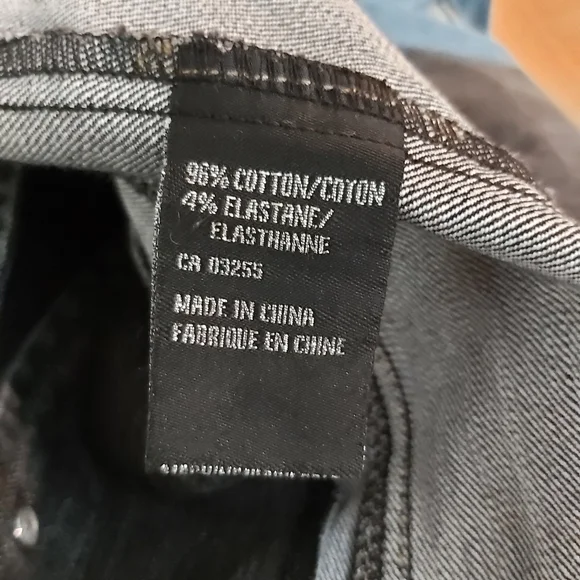 96% COTTON/COTON
4% ELASTANE/
ELASTHANNE
CA 03255
MADE IN CHINA
FABRIQUE EN CHINE